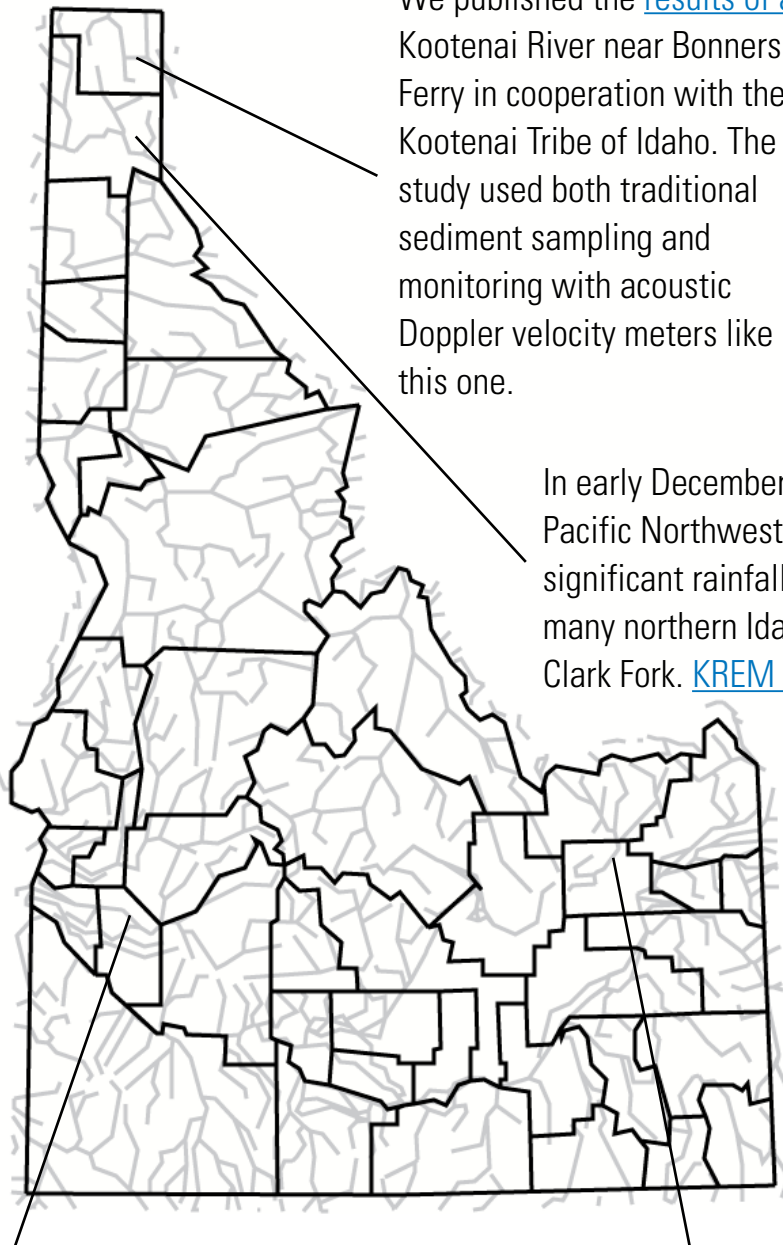 We published the results of a
Kootenai River near Bonners
Ferry in cooperation with the
Kootenai Tribe of Idaho. The
study used both traditional
sediment sampling and
monitoring with acoustic
Doppler velocity meters like
this one.
In early December
Pacific Northwest
significant rainfall
many northern Ida
Clark Fork. KREM